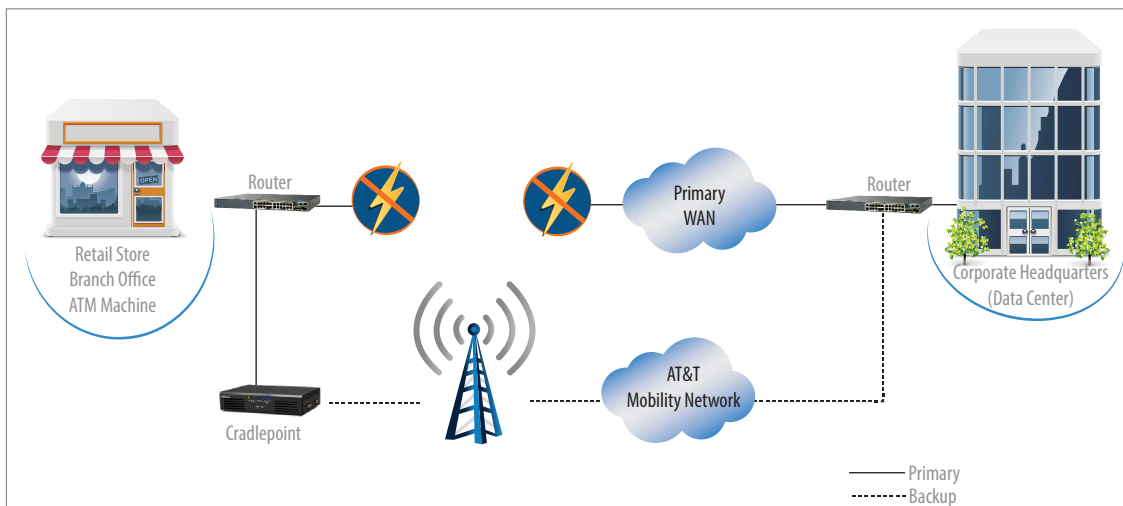 OPEN
Retail Store
Branch Office
ATM Machine
Router
Primary
WAN
Router
Corporate Headquarters
(Data Center)
Cradlepoint
AT&T
Mobility Network
Primary
Backup